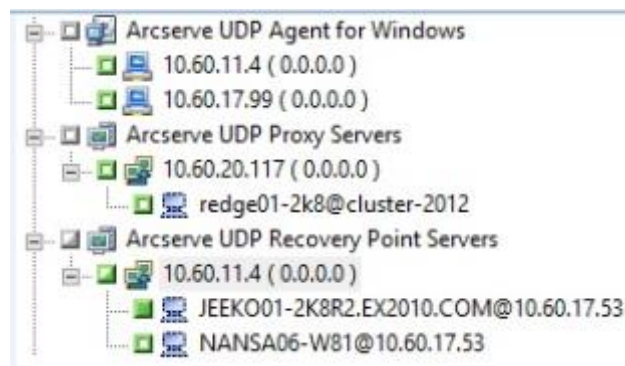 Arcserve UDP Agent for Windows
10.60.11.4 ( 0.0.0.0 )
10.60.17.99 ( 0.0.0.0 )
Arcserve UDP Proxy Servers
10.60.20.117 ( 0.0.0.0 )
redge01-2k8@cluster-2012
Arcserve UDP Recovery Point Servers
10.60.11.4 ( 0.0.0.0 )
JEEKO01-2K8R2.EX2010.COM@10.60.17.53
NANSA06-W81@10.60.17.53